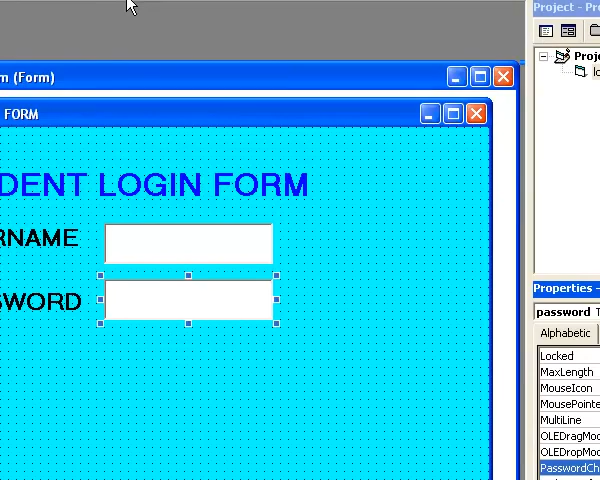 Project - Pro
m (Form)
Proje
FORM
DENT LOGIN FORM
RNAME
SWORD
Properties -
password T
Alphabetic
Locked
MaxLength
MouseIcon
MousePointe
MultiLine
OLEDragMod
OLEDropMod
PasswordCh